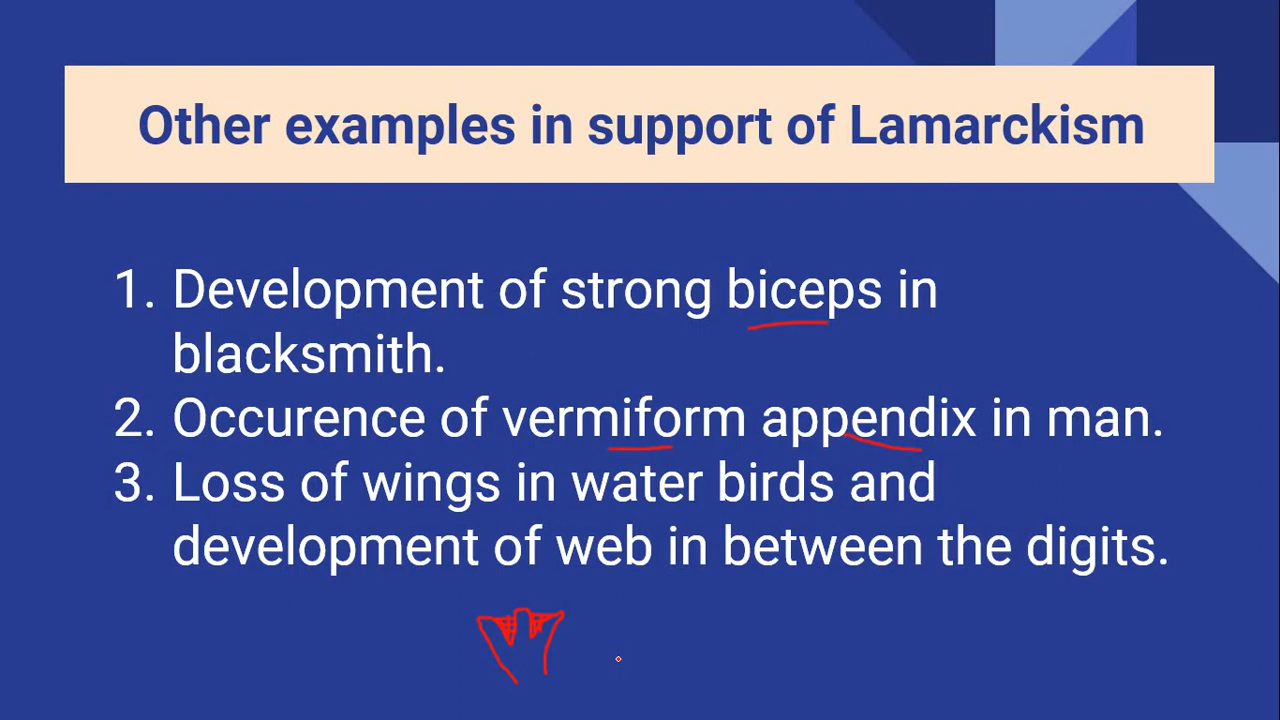 Other examples in support of Lamarckism
1. Development of strong biceps in
blacksmith.
2. Occurence of vermiform appendix in man.
3. Loss of wings in water birds and
development of web in between the digits.